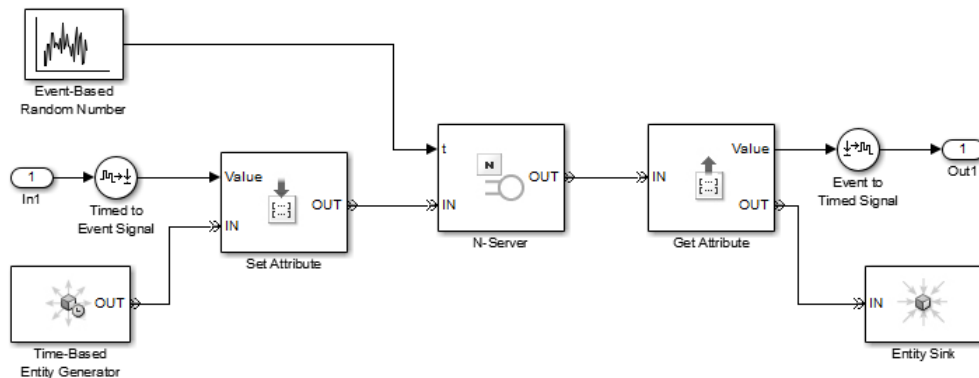 Event-Based
Random Number
1
In1
Timed to
Event Signal
Value
IN
OUT
Set Attribute
OUT
Time-Based
Entity Generator
t
N
IN
OUT
N-Server
IN
Value
OUT
[...]
[...]
Get Attribute
Event to
Timed Signal
1
Out1
IN
Entity Sink